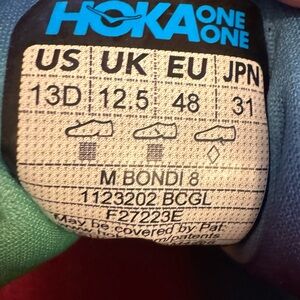 HOKA ONE ONE
US UK EU JPN
13D 12.5 48 31
M BONDI 8
1123202 BCGL
F27223E
May be covered by Pat.